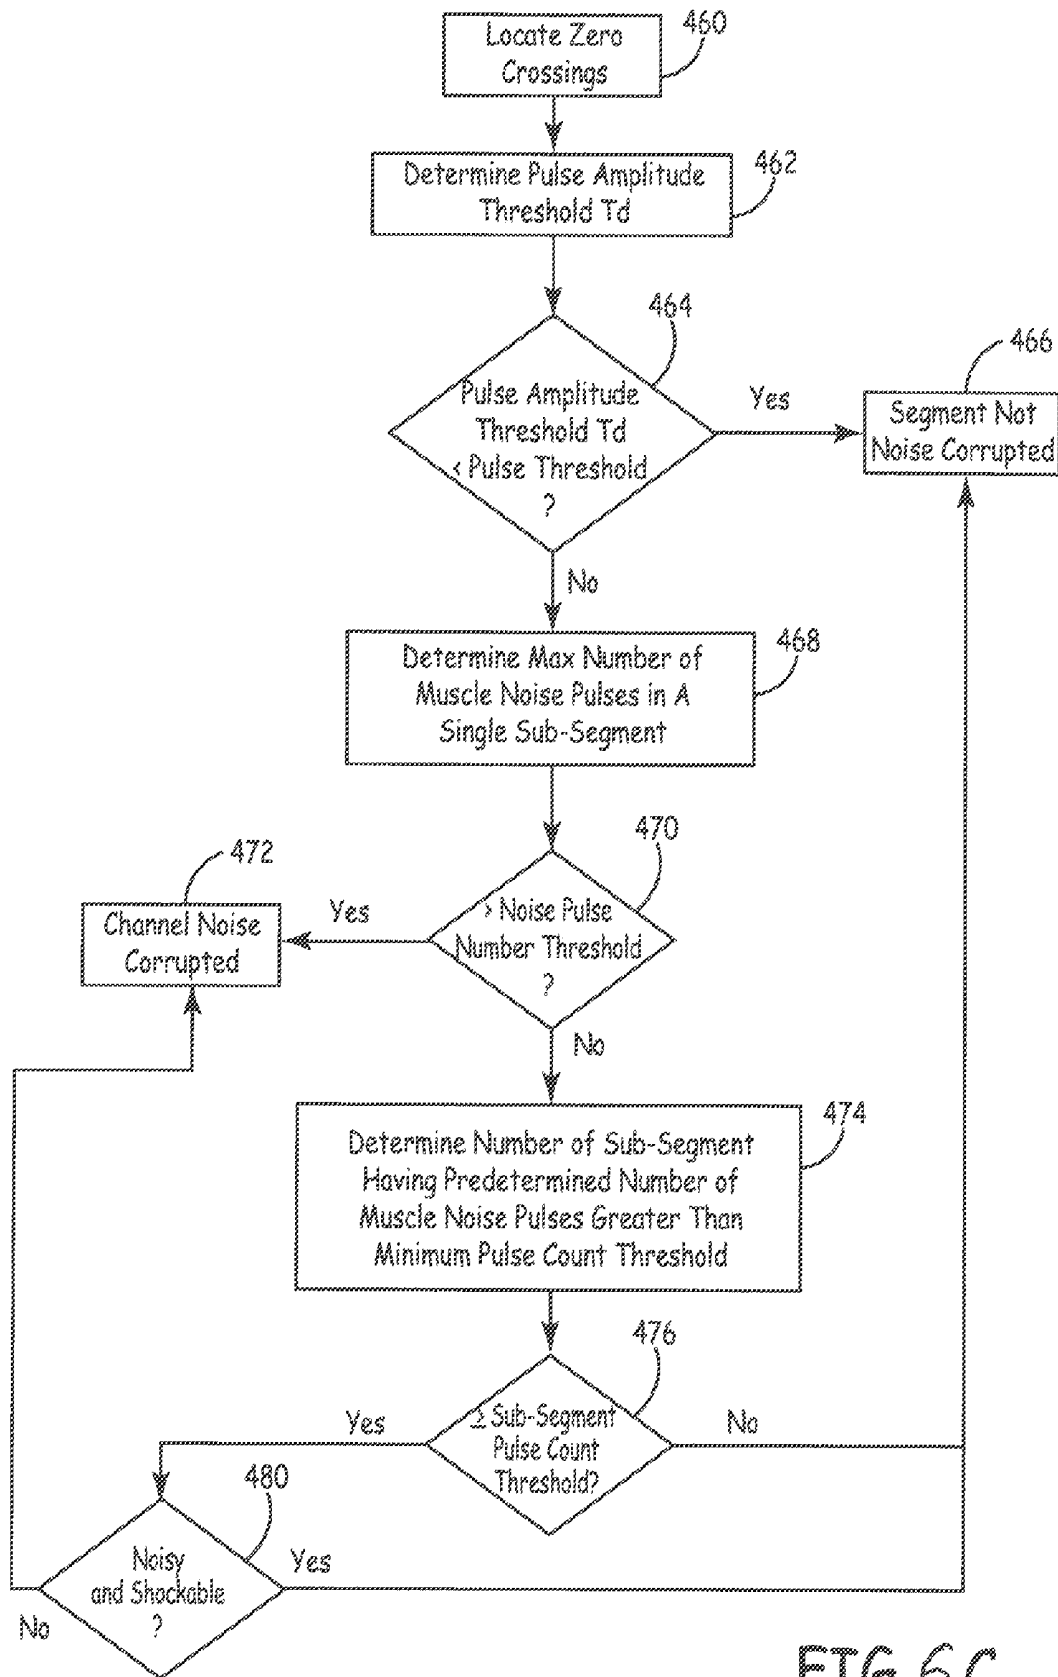 Locate Zero
Crossings
460
Determine Pulse Amplitude
Threshold Td
462
464
Pulse Amplitude
Threshold Td
< Pulse Threshold
?
Yes
466
Segment Not
Noise Corrupted
No
468
Determine Max Number of
Muscle Noise Pulses in A
Single Sub-Segment
470
472
> Noise Pulse
Number Threshold
?
Yes
Channel Noise
Corrupted
No
474
Determine Number of Sub-Segment
Having Predetermined Number of
Muscle Noise Pulses Greater Than
Minimum Pulse Count Threshold
476
≥ Sub-Segment
Pulse Count
Threshold?
Yes
No
480
Noisy
and Shockable
?
Yes
No
FIG. 6C